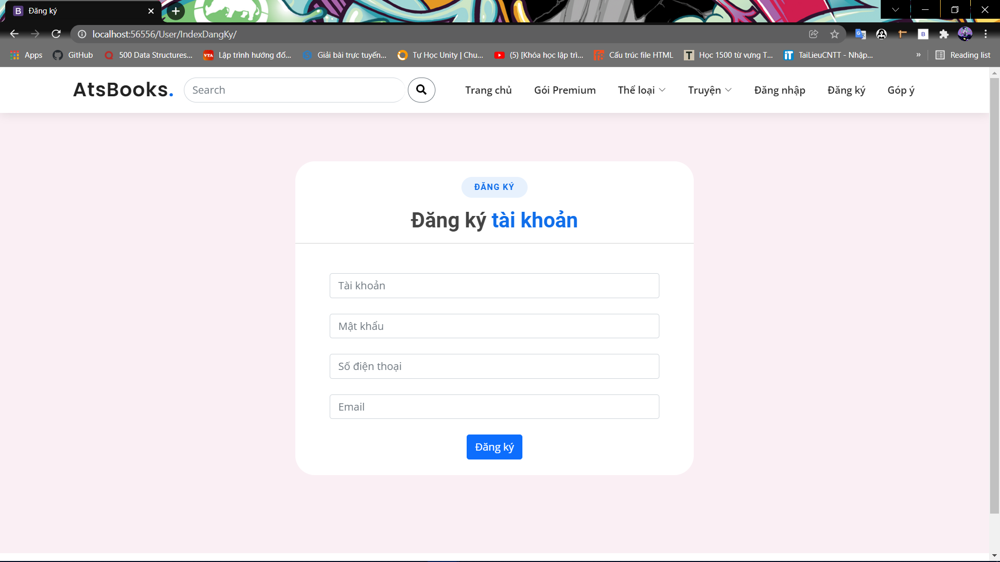 Đăng ký
localhost:56556/User/IndexDangKy/
Apps GitHub 500 Data Structures... Lập trình hướng đố... Giải bài trực tuyến... Tự Học Unity | Chu... (5) [Khóa học lập trì... Cấu trúc file HTML Học 1500 từ vựng T... TaiLieuCNTT - Nhập... » Reading list
AtsBooks. Search Trang chủ Gói Premium Thể loại Truyện Đăng nhập Đăng ký Góp ý
ĐĂNG KÝ
Đăng ký tài khoản
Tài khoản
Mật khẩu
Số điện thoại
Email
Đăng ký